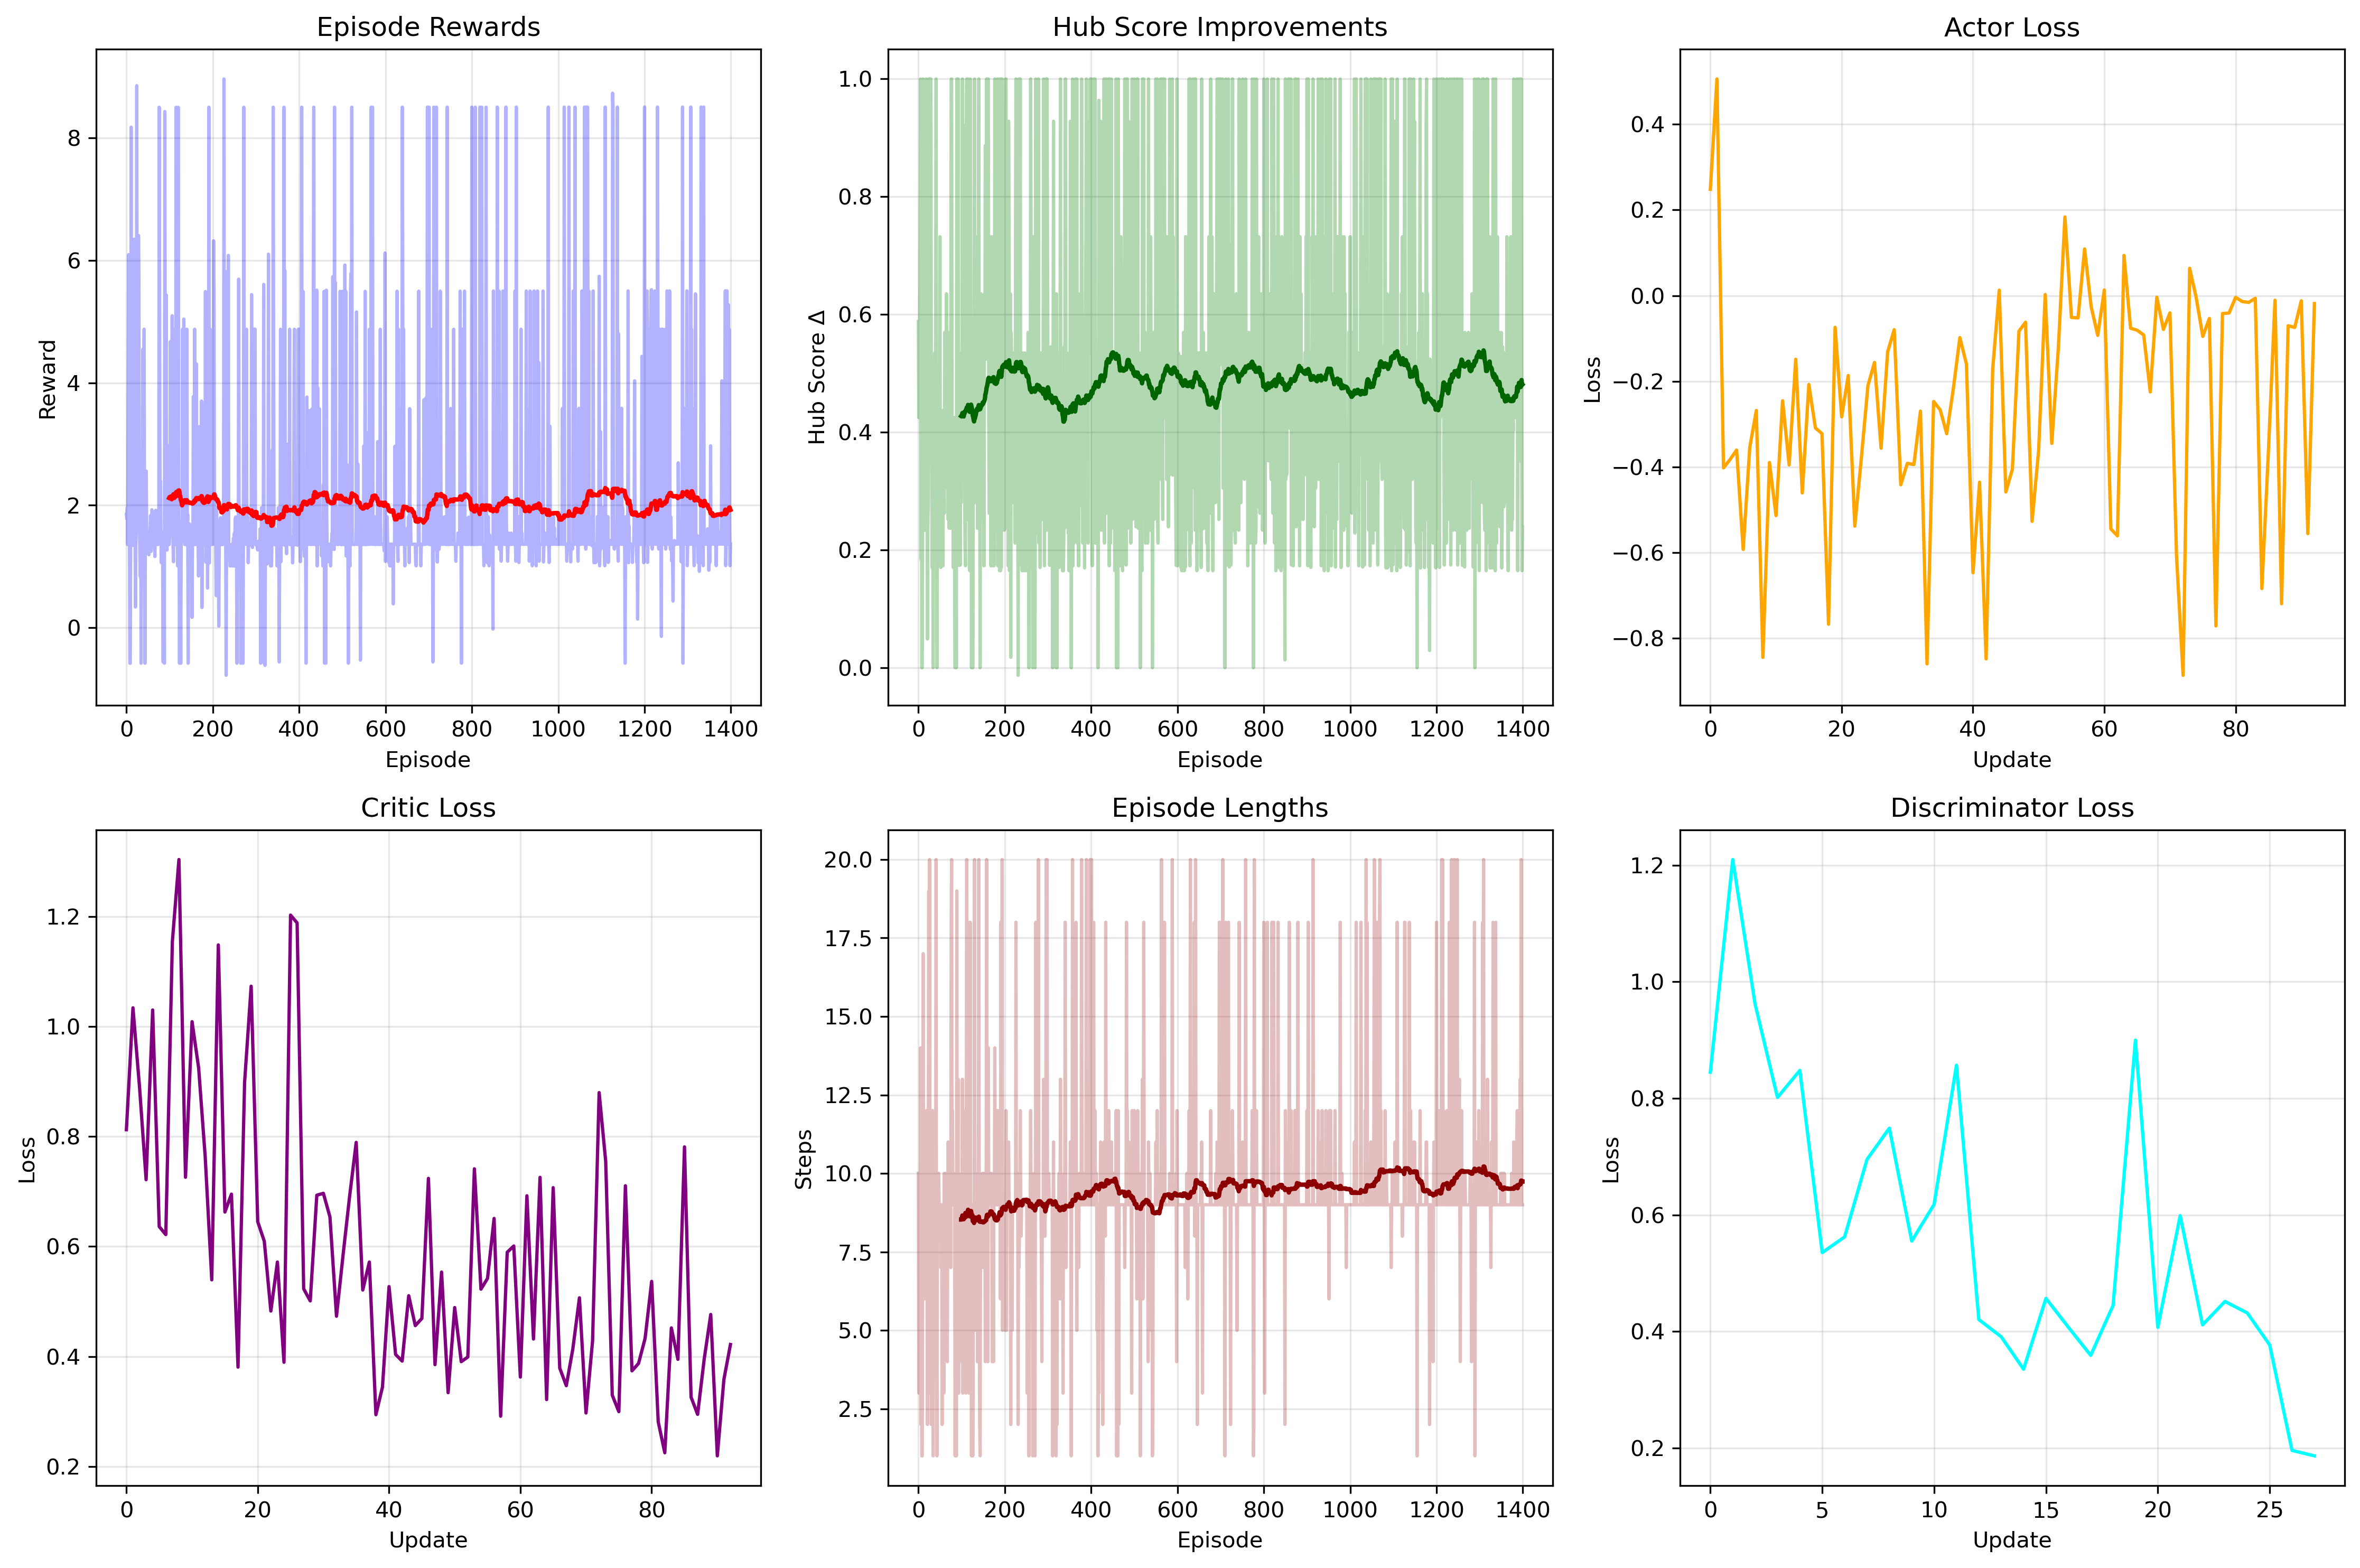 Episode Rewards
Reward
8
6
4
2
0
0 200 400 600 800 1000 1200 1400
Episode
Hub Score Improvements
Hub Score Δ
1.0
0.8
0.6
0.4
0.2
0.0
0 200 400 600 800 1000 1200 1400
Episode
Actor Loss
Loss
0.4
0.2
0.0
−0.2
−0.4
−0.6
−0.8
0 20 40 60 80
Update
Critic Loss
Loss
1.2
1.0
0.8
0.6
0.4
0.2
0 20 40 60 80
Update
Episode Lengths
Steps
20.0
17.5
15.0
12.5
10.0
7.5
5.0
2.5
0 200 400 600 800 1000 1200 1400
Episode
Discriminator Loss
Loss
1.2
1.0
0.8
0.6
0.4
0.2
0 5 10 15 20 25
Update